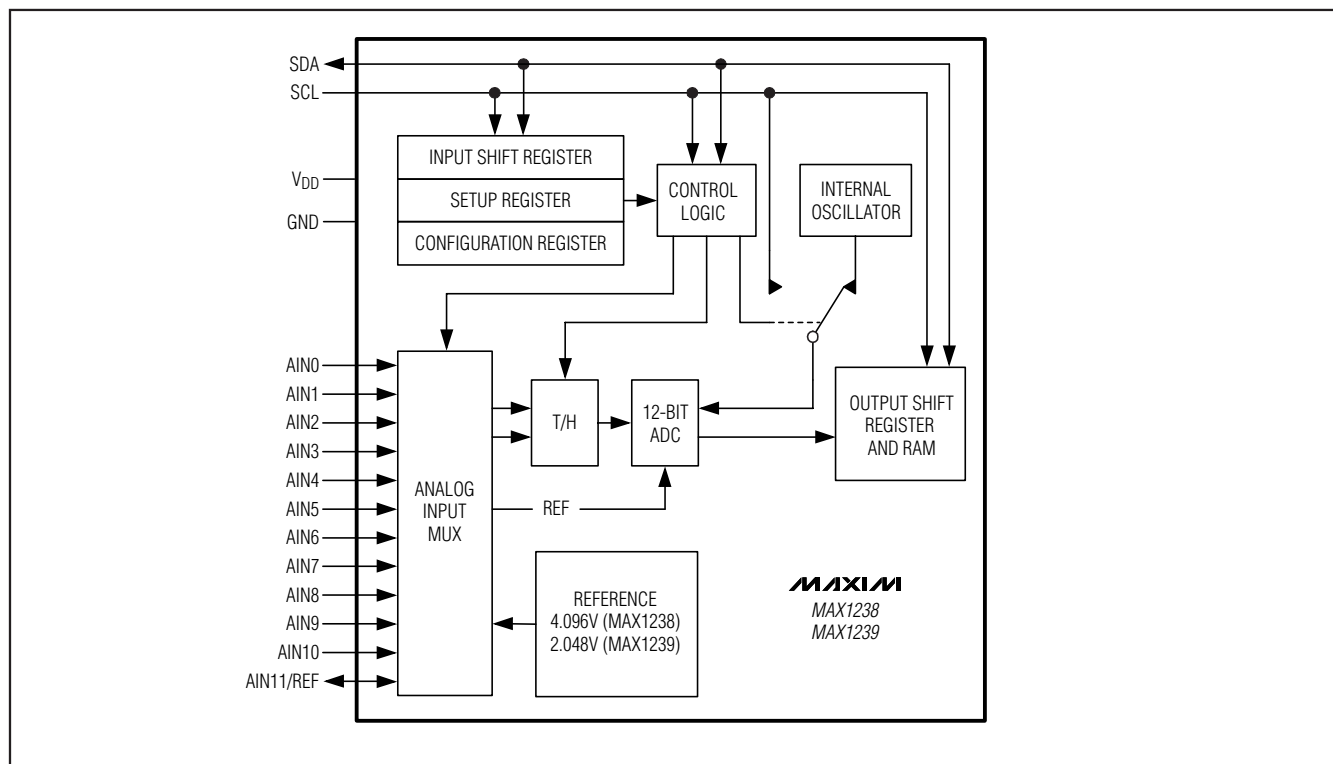 SDA
SCL
V_DD
GND
INPUT SHIFT REGISTER
SETUP REGISTER
CONFIGURATION REGISTER
CONTROL
LOGIC
INTERNAL
OSCILLATOR
AIN0
AIN1
AIN2
AIN3
AIN4
AIN5
AIN6
AIN7
AIN8
AIN9
AIN10
AIN11/REF
ANALOG
INPUT
MUX
T/H
12-BIT
ADC
REF
OUTPUT SHIFT
REGISTER
AND RAM
REFERENCE
4.096V (MAX1238)
2.048V (MAX1239)
MAXIM
MAX1238
MAX1239